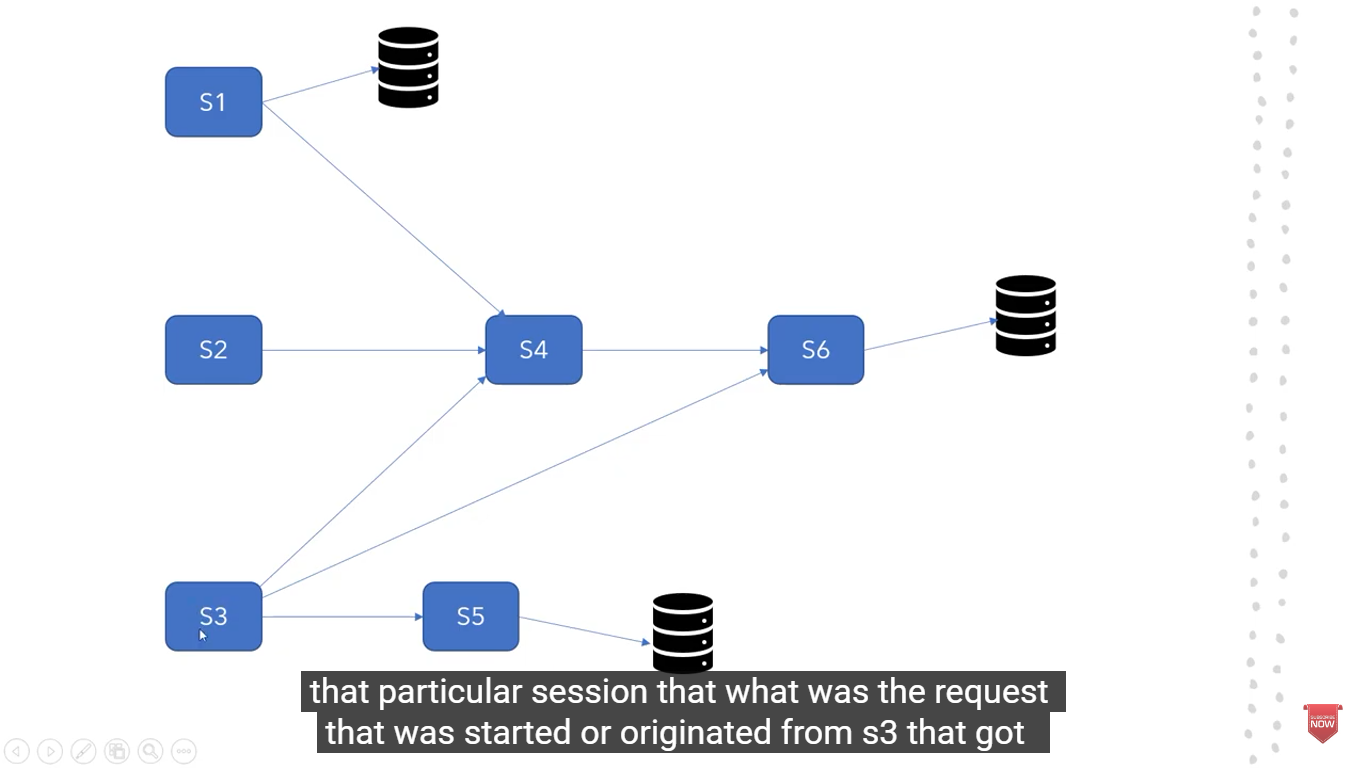 S1
S2
S4
S6
S3
S5
that particular session that what was the request
that was started or originated from s3 that got
SUBSCRIBE
NOW